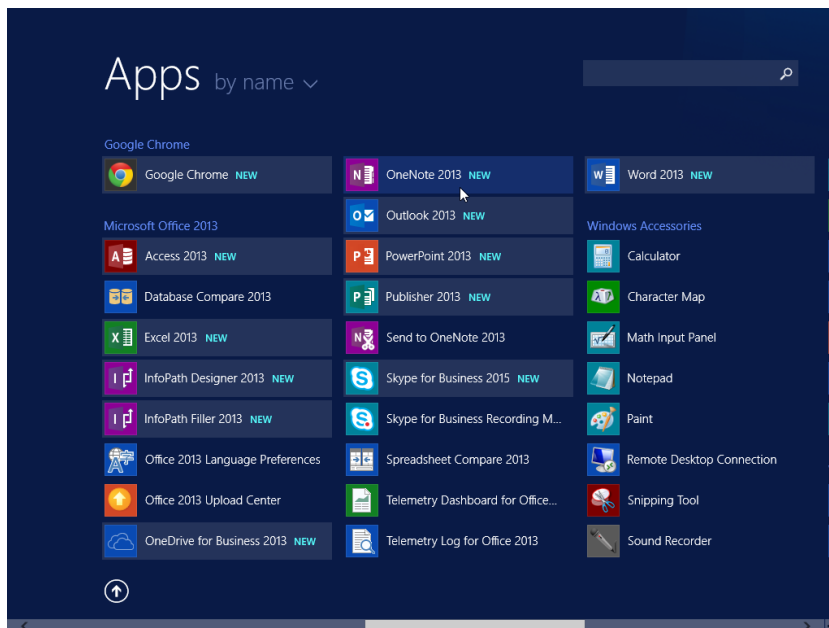 Apps by name
Google Chrome
Google Chrome NEW
Microsoft Office 2013
Access 2013 NEW
Database Compare 2013
Excel 2013 NEW
InfoPath Designer 2013 NEW
InfoPath Filler 2013 NEW
Office 2013 Language Preferences
Office 2013 Upload Center
OneDrive for Business 2013 NEW
OneNote 2013 NEW
Outlook 2013 NEW
PowerPoint 2013 NEW
Publisher 2013 NEW
Send to OneNote 2013
Skype for Business 2015 NEW
Skype for Business Recording M...
Spreadsheet Compare 2013
Telemetry Dashboard for Office...
Telemetry Log for Office 2013
Word 2013 NEW
Windows Accessories
Calculator
Character Map
Math Input Panel
Notepad
Paint
Remote Desktop Connection
Snipping Tool
Sound Recorder